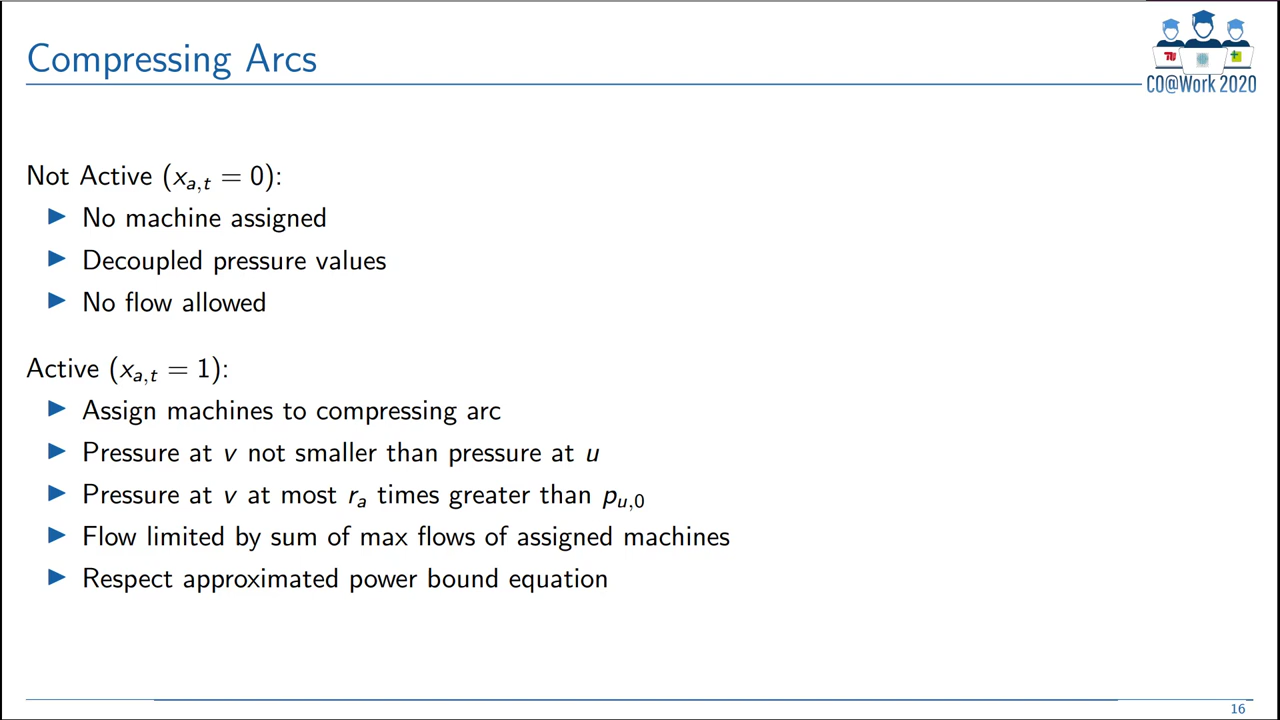 Compressing Arcs
CO@Work 2020
Not Active (x_{a,t} = 0):
▶ No machine assigned
▶ Decoupled pressure values
▶ No flow allowed
Active (x_{a,t} = 1):
▶ Assign machines to compressing arc
▶ Pressure at v not smaller than pressure at u
▶ Pressure at v at most r_a times greater than p_{u,0}
▶ Flow limited by sum of max flows of assigned machines
▶ Respect approximated power bound equation
16